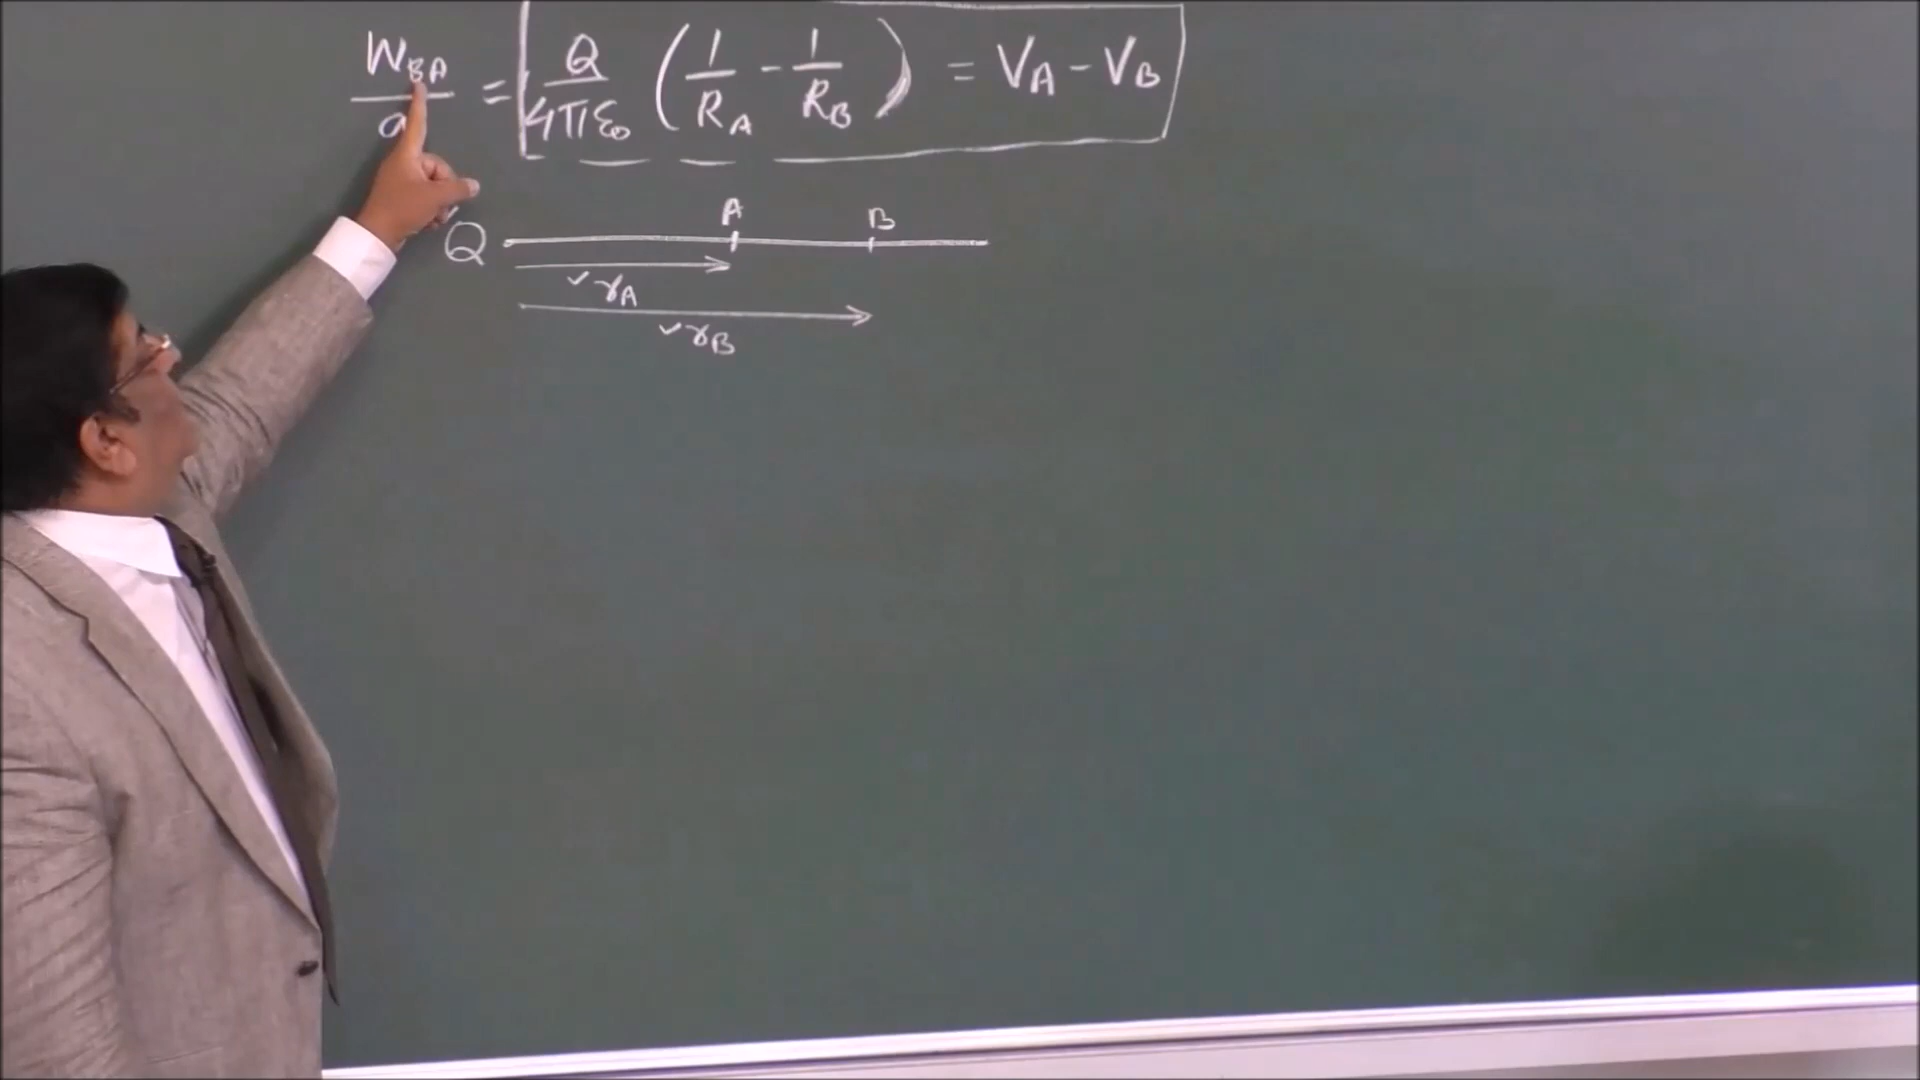 W_BA / q = Q / 4πε₀ (1 / R_A - 1 / R_B) = V_A - V_B
A B
Q
✓ r_A
✓ r_B